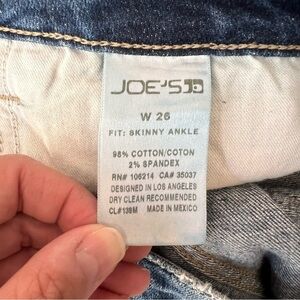 JOE'S
W 26
FIT: SKINNY ANKLE
98% COTTON/COTON
2% SPANDEX
RN# 106214 CA# 35037
DESIGNED IN LOS ANGELES
DRY CLEAN RECOMMENDED
CL#139M MADE IN MEXICO